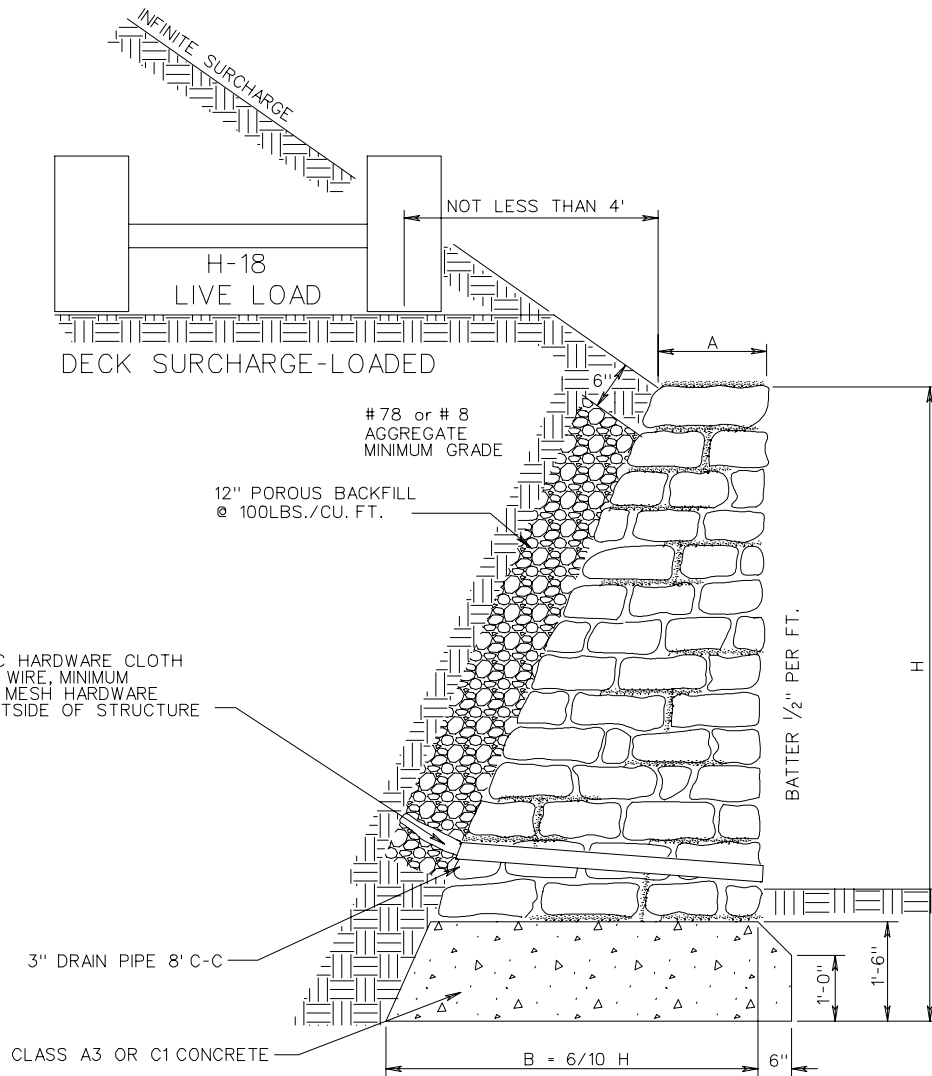 INFINITE SURCHARGE
NOT LESS THAN 4'
H-18
LIVE LOAD
DECK SURCHARGE-LOADED
A
6"
#78 or #8
AGGREGATE
MINIMUM GRADE
12" POROUS BACKFILL
@ 100LBS./CU. FT.
H
BATTER 1/2" PER FT.
C HARDWARE CLOTH
WIRE, MINIMUM
MESH HARDWARE
TSIDE OF STRUCTURE
3" DRAIN PIPE 8' C-C
1'-0"
1'-6"
CLASS A3 OR C1 CONCRETE
B = 6/10 H
6"